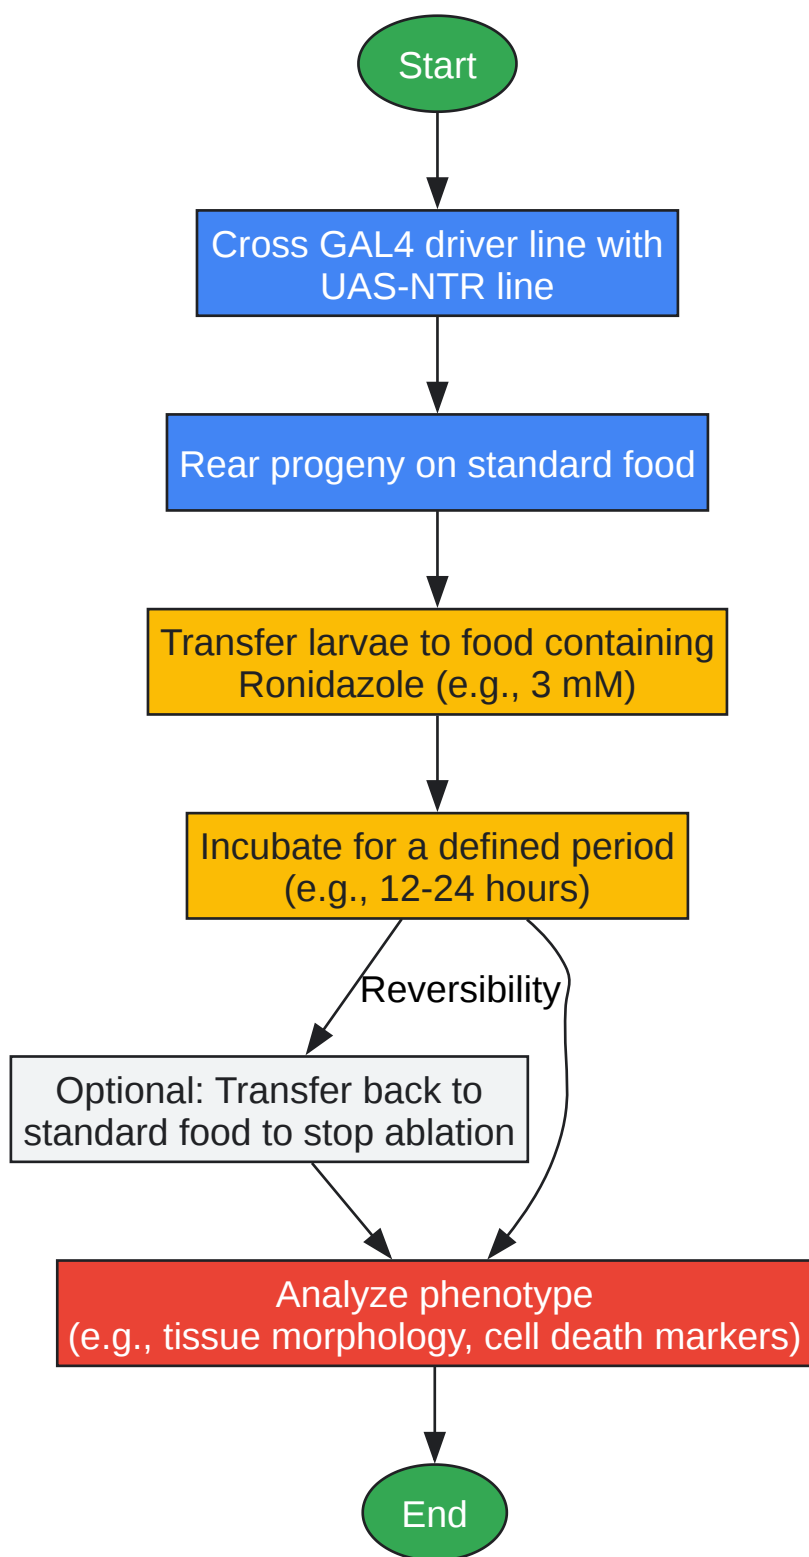 Start
Cross GAL4 driver line with
UAS-NTR line
Rear progeny on standard food
Transfer larvae to food containing
Ronidazole (e.g., 3 mM)
Incubate for a defined period
(e.g., 12-24 hours)
Reversibility
Optional: Transfer back to
standard food to stop ablation
Analyze phenotype
(e.g., tissue morphology, cell death markers)
End